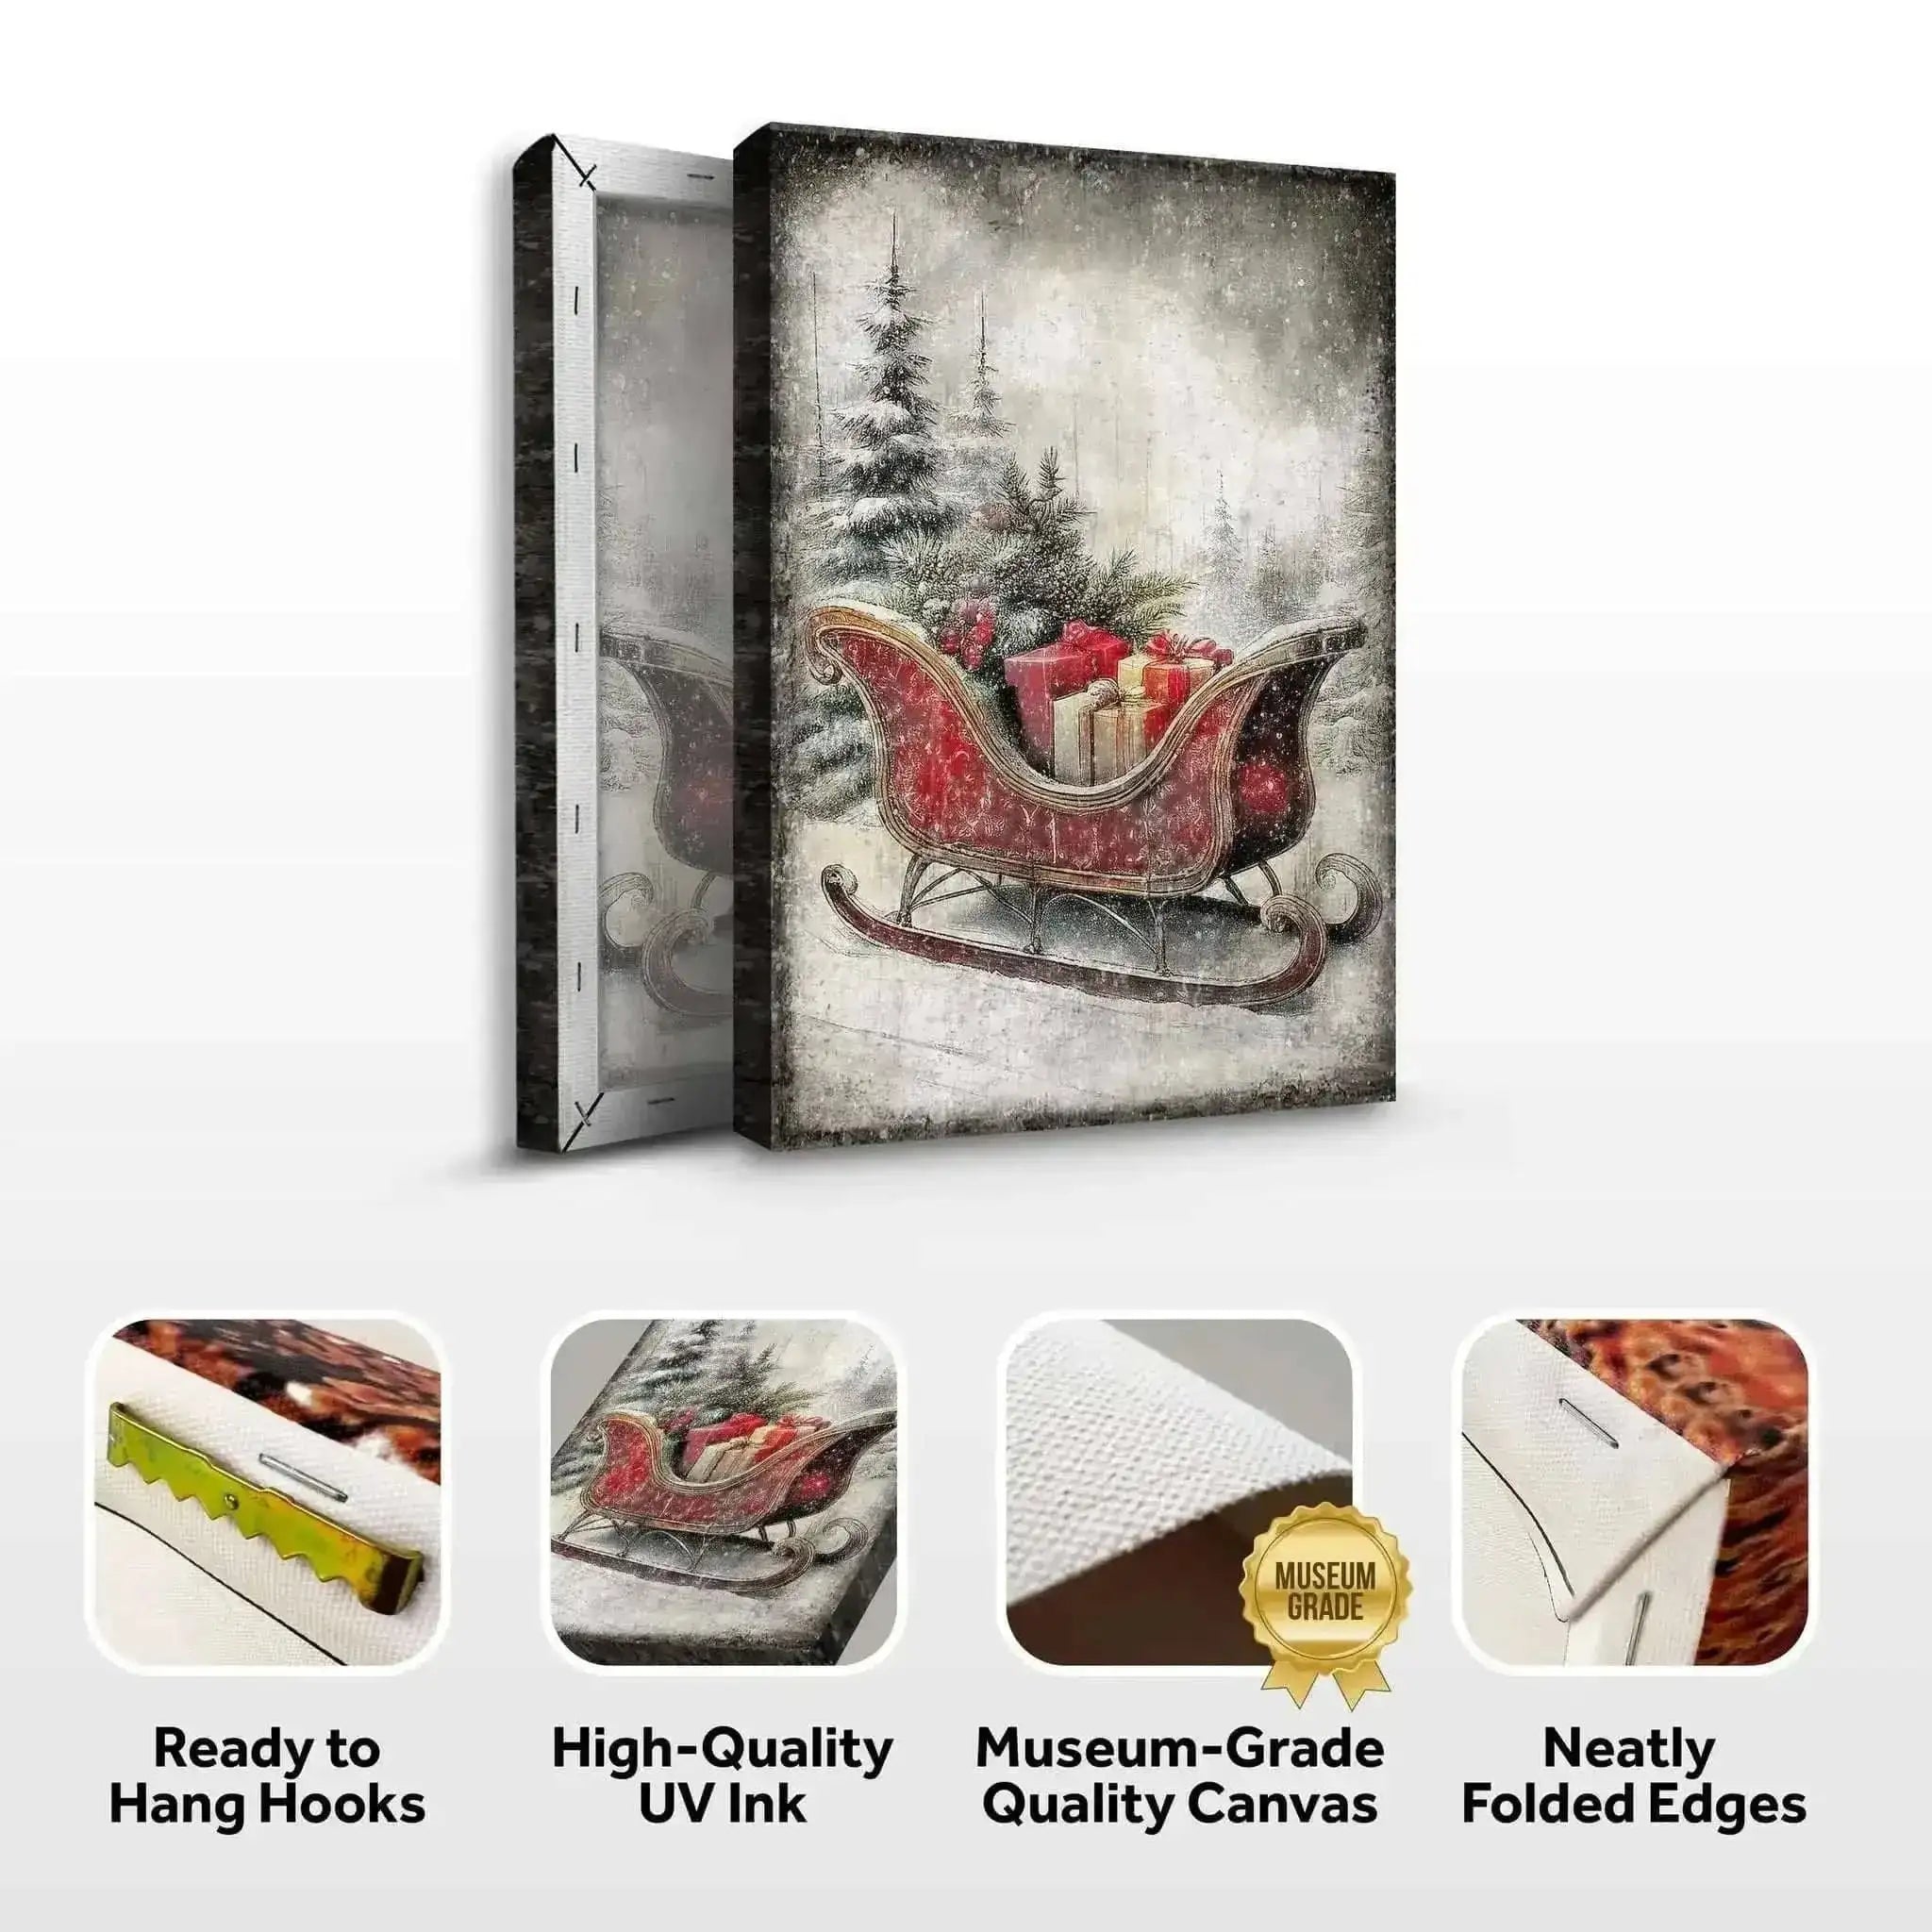 MUSEUM
GRADE
Ready to
Hang Hooks
High-Quality
UV Ink
Museum-Grade
Quality Canvas
Neatly
Folded Edges